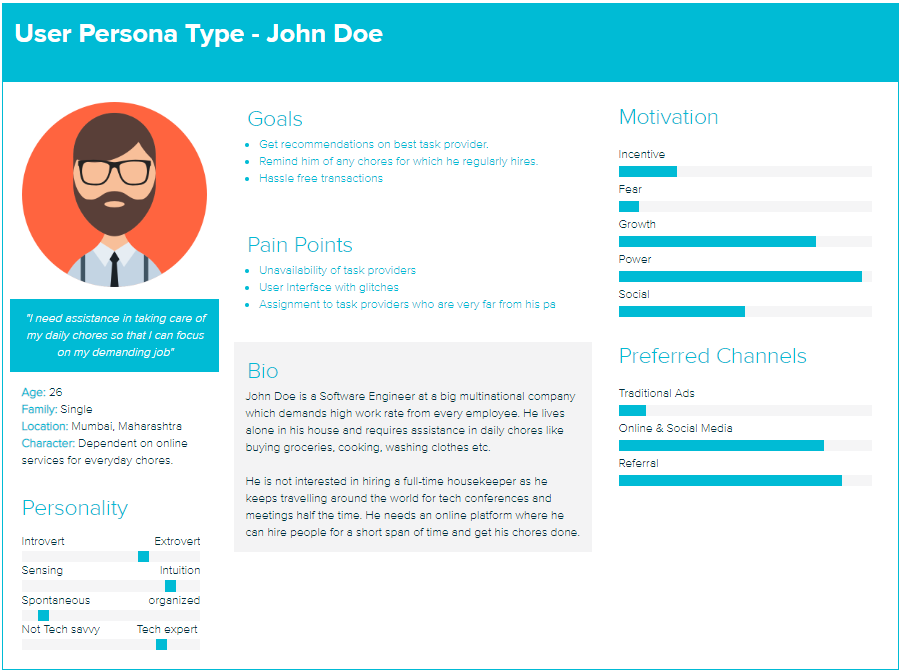 User Persona Type - John Doe
"I need assistance in taking care of
my daily chores so that I can focus
on my demanding job"
Age: 26
Family: Single
Location: Mumbai, Maharashtra
Character: Dependent on online
services for everyday chores.
Personality
Introvert Extrovert
Sensing Intuition
Spontaneous organized
Not Tech savvy Tech expert
Goals
Get recommendations on best task provider.
Remind him of any chores for which he regularly hires.
Hassle free transactions
Pain Points
Unavailability of task providers
User Interface with glitches
Assignment to task providers who are very far from his pa
Bio
John Doe is a Software Engineer at a big multinational company
which demands high work rate from every employee. He lives
alone in his house and requires assistance in daily chores like
buying groceries, cooking, washing clothes etc.
He is not interested in hiring a full-time housekeeper as he
keeps travelling around the world for tech conferences and
meetings half the time. He needs an online platform where he
can hire people for a short span of time and get his chores done.
Motivation
Incentive
Fear
Growth
Power
Social
Preferred Channels
Traditional Ads
Online & Social Media
Referral